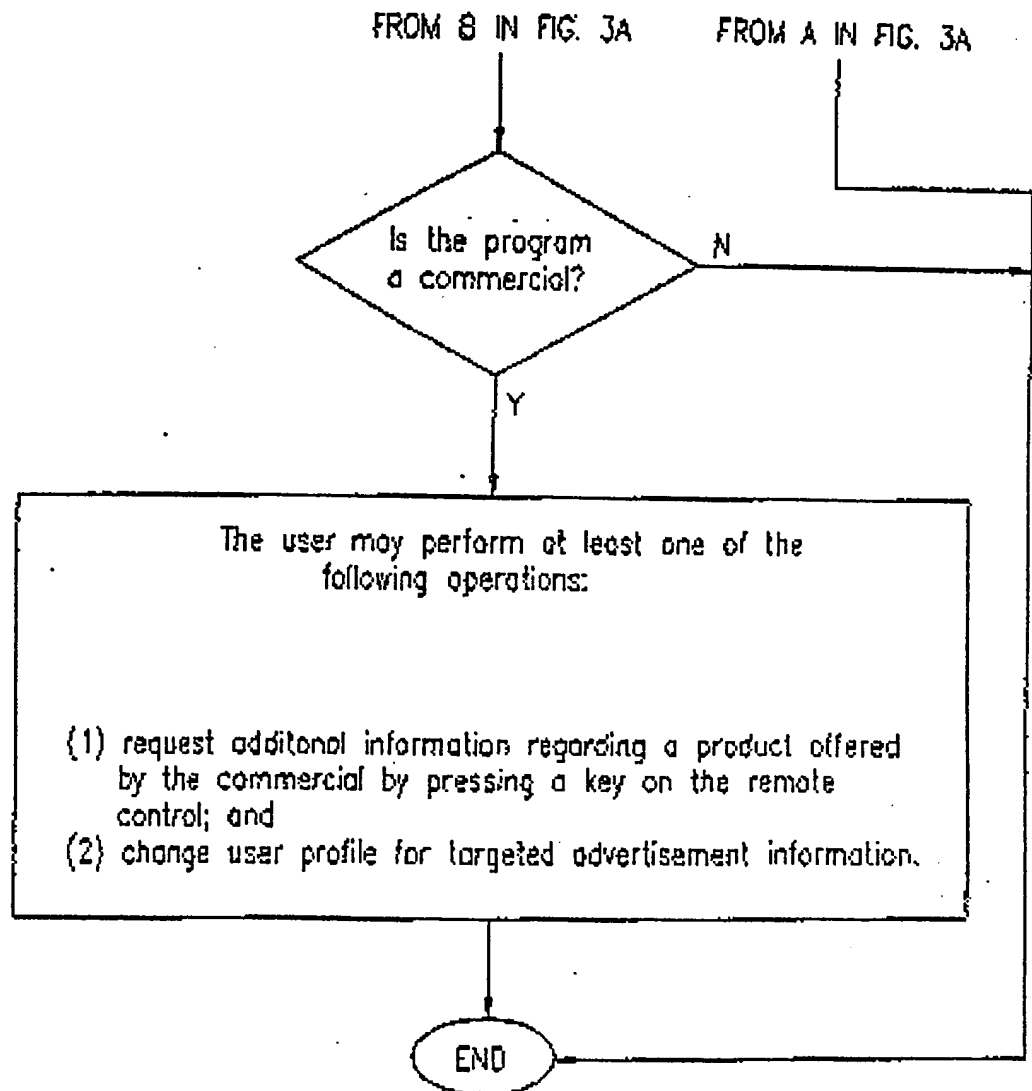 FROM B IN FIG. 3A
FROM A IN FIG. 3A
Is the program
a commercial?
N
Y
The user may perform at least one of the
following operations:
(1) request additonal information regarding a product offered
by the commercial by pressing a key on the remote
control; and
(2) change user profile for targeted advertisement information.
END